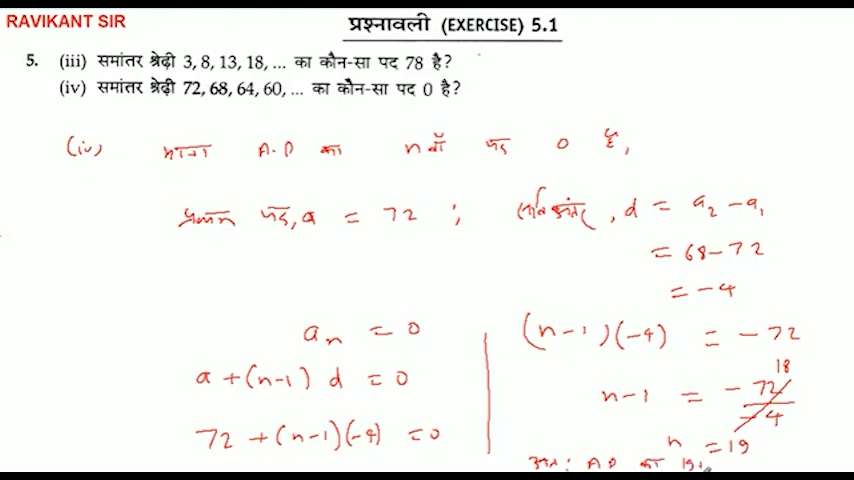 RAVIKANT SIR
प्रश्नावली (EXERCISE) 5.1
5. (iii) समांतर श्रेढ़ी 3, 8, 13, 18, ... का कौन-सा पद 78 है?
(iv) समांतर श्रेढ़ी 72, 68, 64, 60, ... का कौन-सा पद 0 है?
(iv) माना A.P का n वाँ पद 0 है,
प्रथम पद, a = 72 ; सार्व अंतर, d = a₂ - a₁
= 68 - 72
= -4
aₙ = 0
a + (n-1) d = 0
72 + (n-1)(-4) = 0
(n-1)(-4) = -72
n-1 = -72/-4 18
n = 19
अतः AP का 19